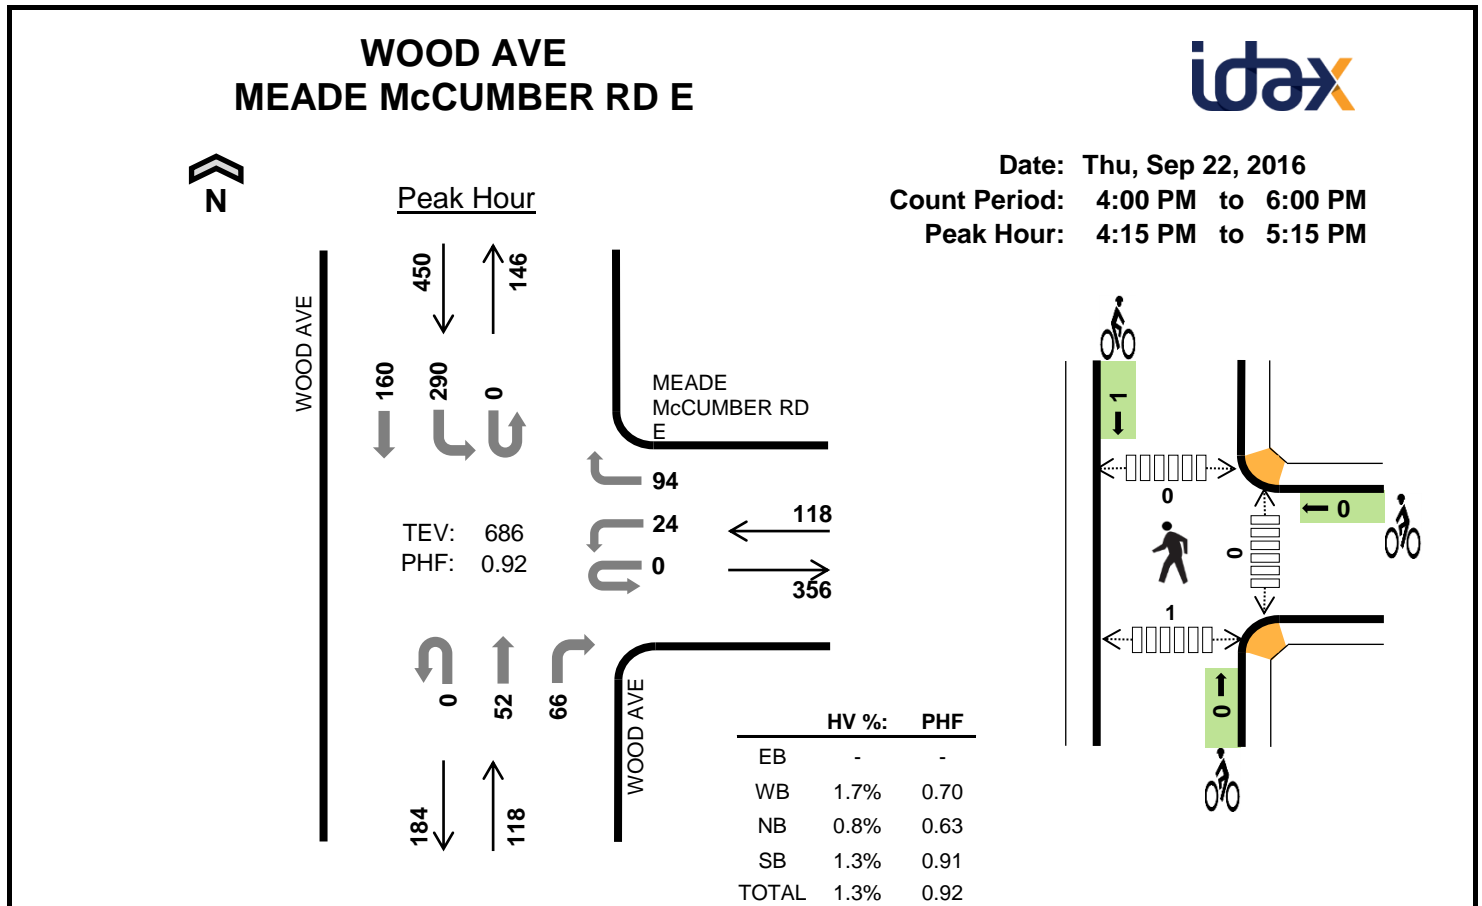 WOOD AVE
MEADE McCUMBER RD E
idax
Date: Thu, Sep 22, 2016
Count Period: 4:00 PM to 6:00 PM
Peak Hour: 4:15 PM to 5:15 PM
N
Peak Hour
450
146
WOOD AVE
160
290
0
MEADE
McCUMBER RD
E
94
24
0
118
356
TEV: 686
PHF: 0.92
0
52
66
WOOD AVE
184
118
HV %: PHF
EB - -
WB 1.7% 0.70
NB 0.8% 0.63
SB 1.3% 0.91
TOTAL 1.3% 0.92
1
0
0
0
1
0